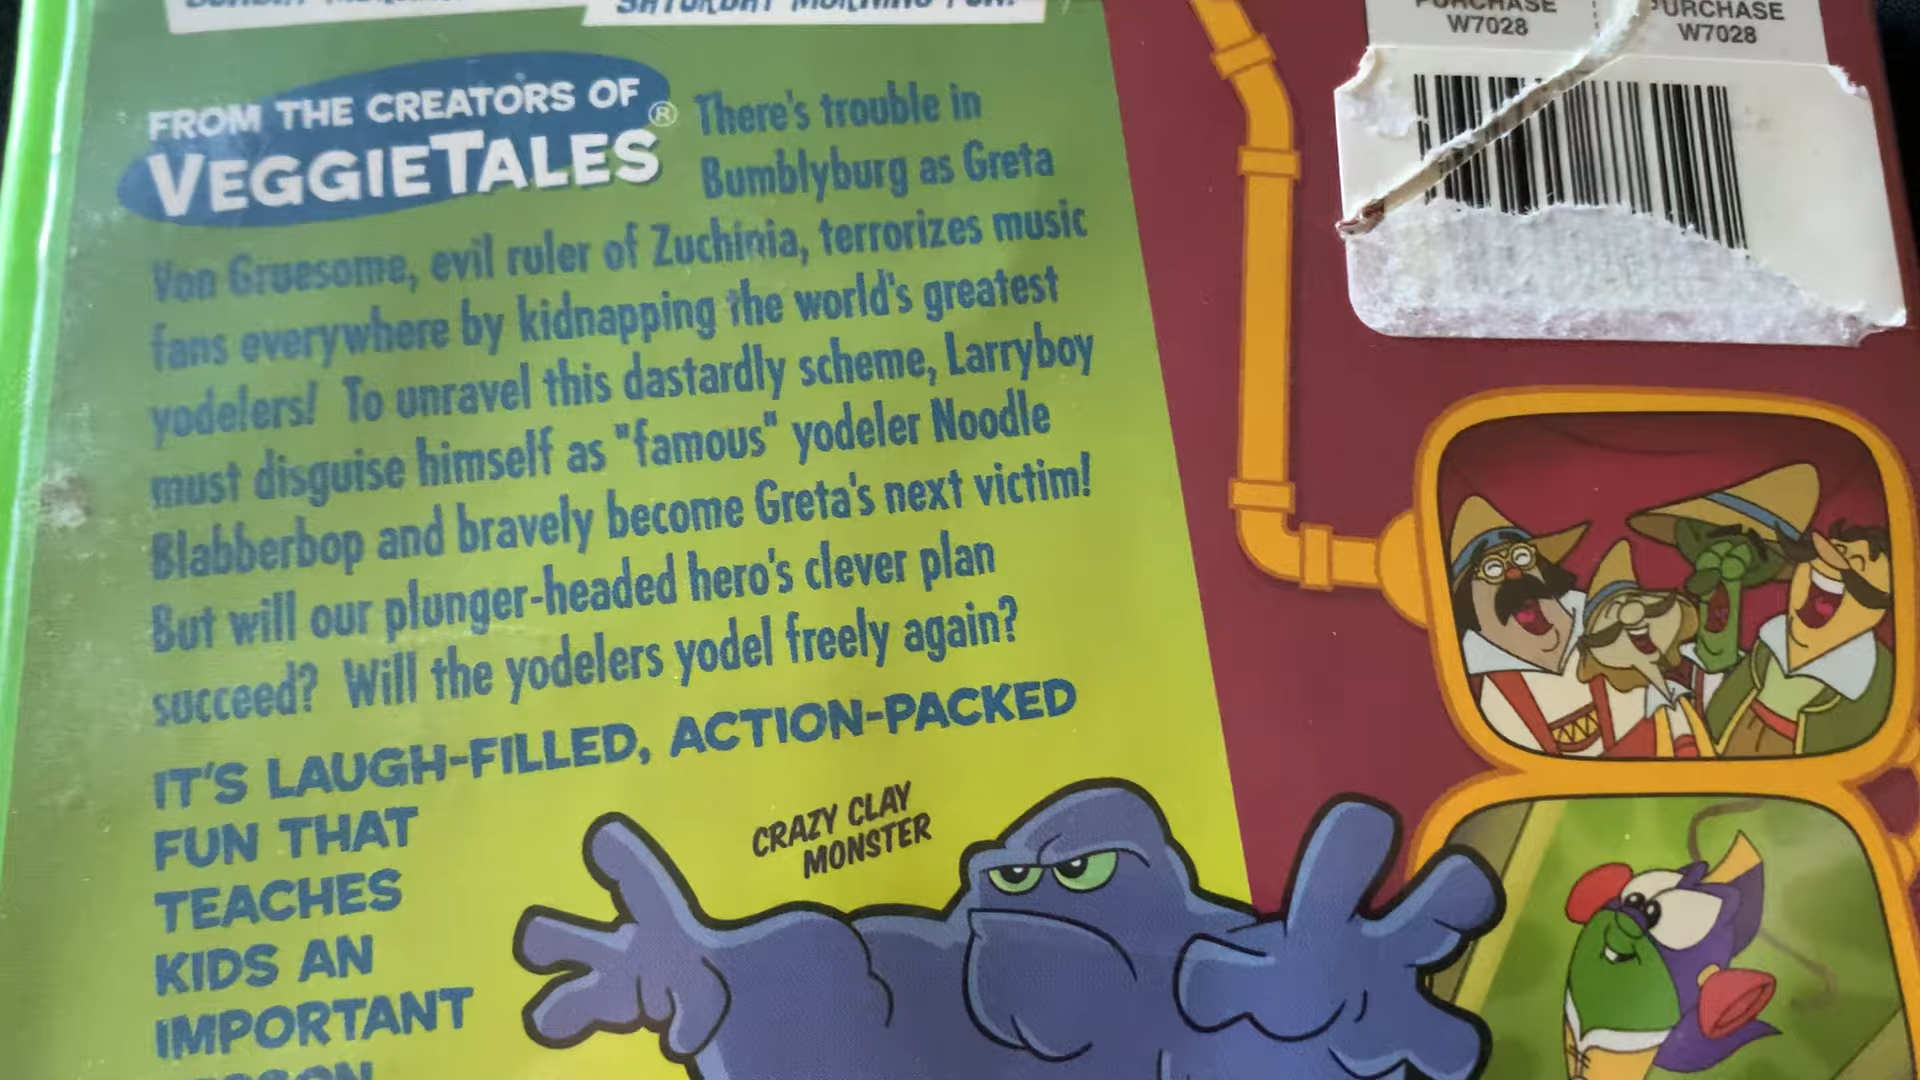 SATURDAY MORNING FUN!
PURCHASE
W7028
PURCHASE
W7028
FROM THE CREATORS OF
VEGGIETALES®
There's trouble in
Bumblyburg as Greta
Von Gruesome, evil ruler of Zuchinia, terrorizes music
fans everywhere by kidnapping the world's greatest
yodelers! To unravel this dastardly scheme, Larryboy
must disguise himself as "famous" yodeler Noodle
Blabberbop and bravely become Greta's next victim!
But will our plunger-headed hero's clever plan
succeed? Will the yodelers yodel freely again?
IT'S LAUGH-FILLED, ACTION-PACKED
FUN THAT
TEACHES
KIDS AN
IMPORTANT
CRAZY CLAY
MONSTER